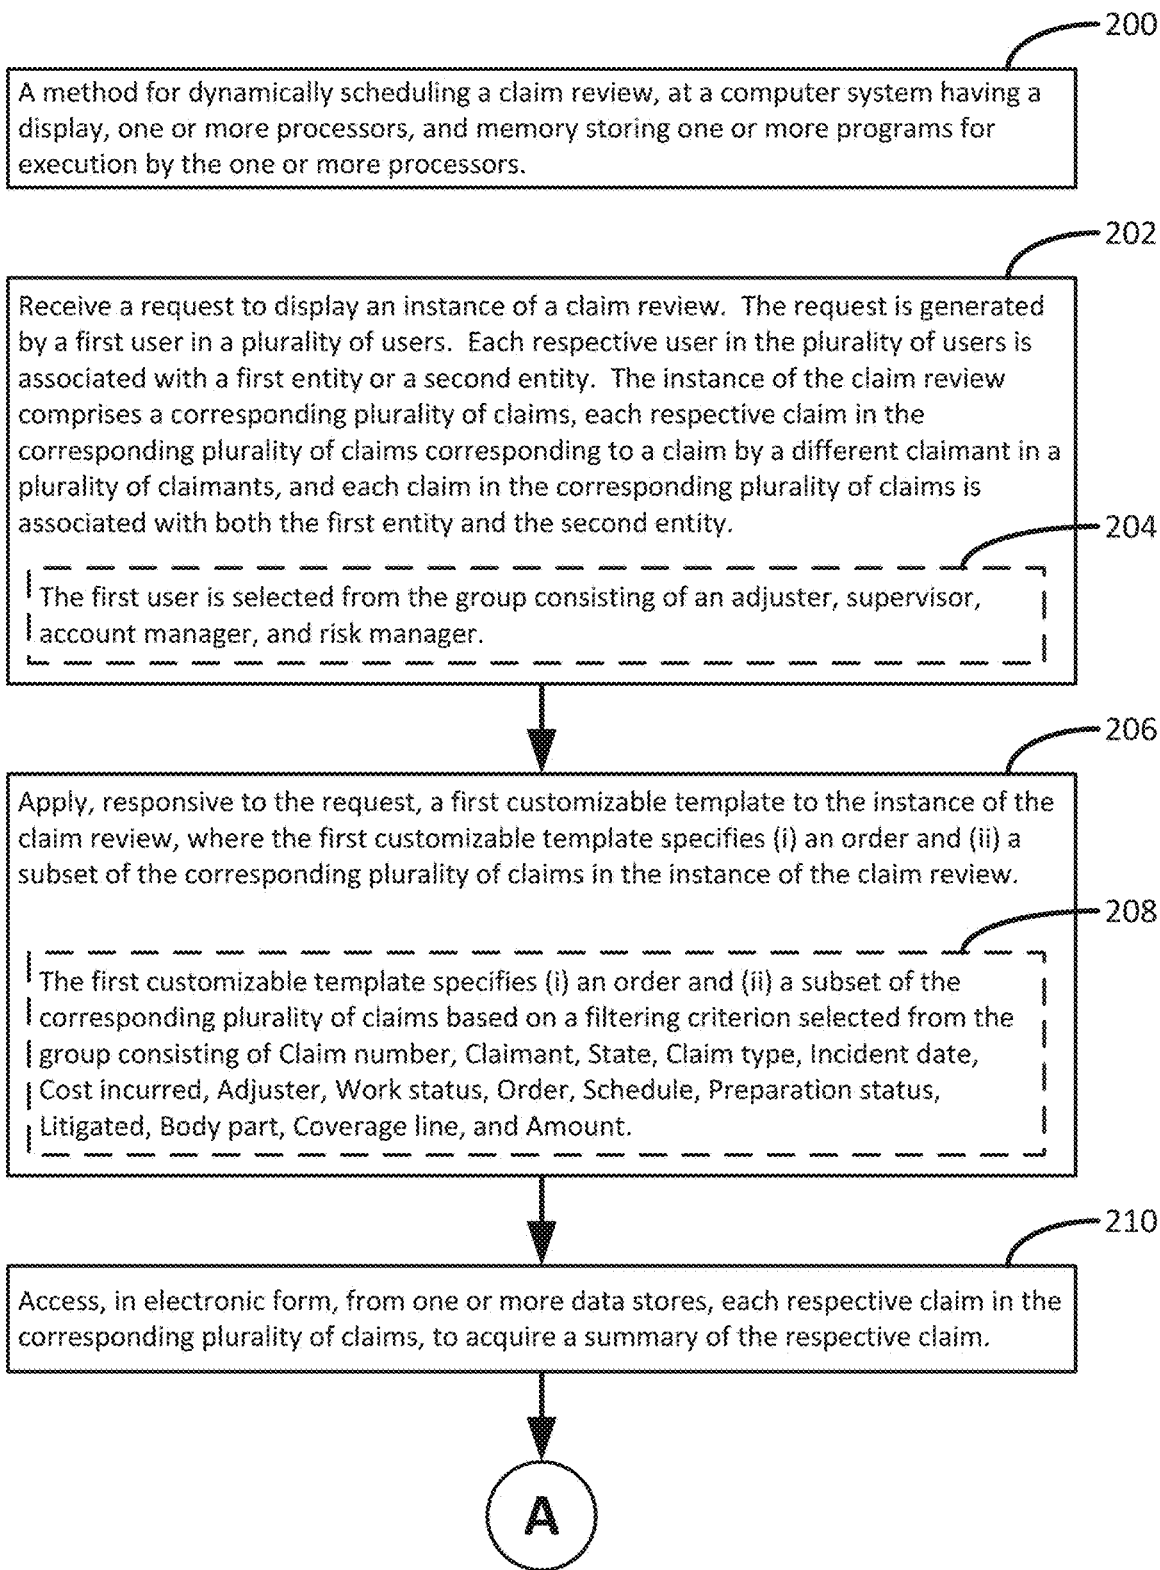 200
A method for dynamically scheduling a claim review, at a computer system having a
display, one or more processors, and memory storing one or more programs for
execution by the one or more processors.
202
Receive a request to display an instance of a claim review.  The request is generated
by a first user in a plurality of users.  Each respective user in the plurality of users is
associated with a first entity or a second entity.  The instance of the claim review
comprises a corresponding plurality of claims, each respective claim in the
corresponding plurality of claims corresponding to a claim by a different claimant in a
plurality of claimants, and each claim in the corresponding plurality of claims is
associated with both the first entity and the second entity.
204
The first user is selected from the group consisting of an adjuster, supervisor,
account manager, and risk manager.
206
Apply, responsive to the request, a first customizable template to the instance of the
claim review, where the first customizable template specifies (i) an order and (ii) a
subset of the corresponding plurality of claims in the instance of the claim review.
208
The first customizable template specifies (i) an order and (ii) a subset of the
corresponding plurality of claims based on a filtering criterion selected from the
group consisting of Claim number, Claimant, State, Claim type, Incident date,
Cost incurred, Adjuster, Work status, Order, Schedule, Preparation status,
Litigated, Body part, Coverage line, and Amount.
210
Access, in electronic form, from one or more data stores, each respective claim in the
corresponding plurality of claims, to acquire a summary of the respective claim.
A